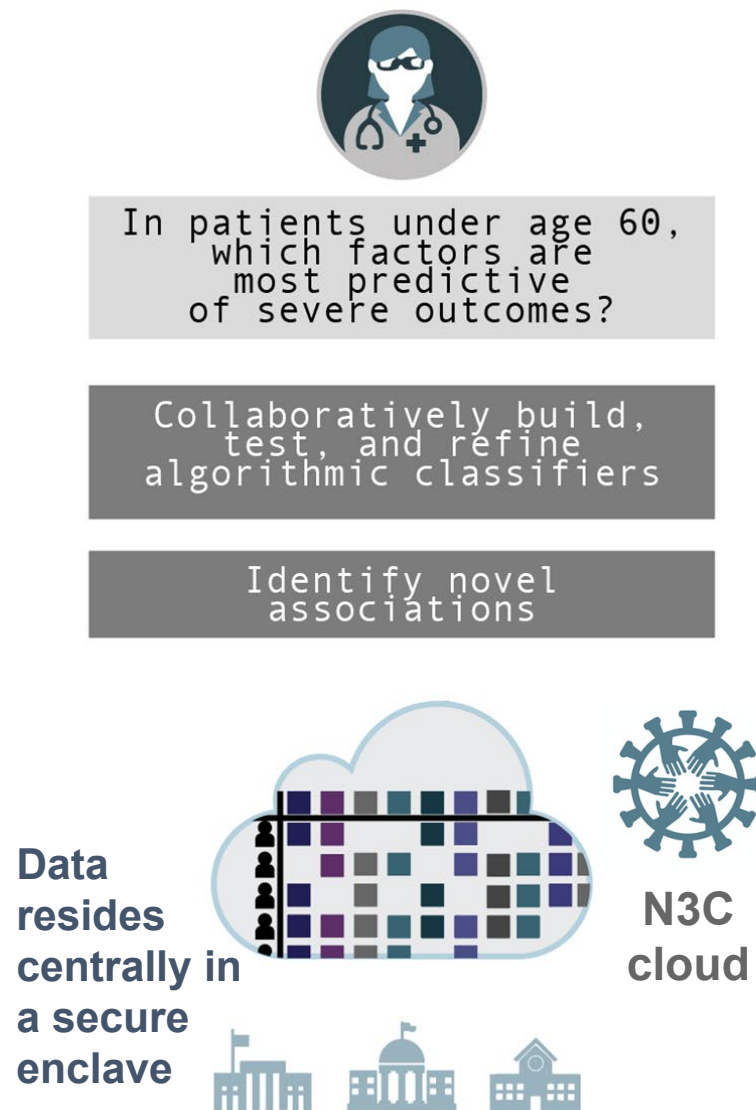 In patients under age 60,
which factors are
most predictive
of severe outcomes?
Collaboratively build,
test, and refine
algorithmic classifiers
Identify novel
associations
Data
resides
centrally in
a secure
enclave
N3C
cloud